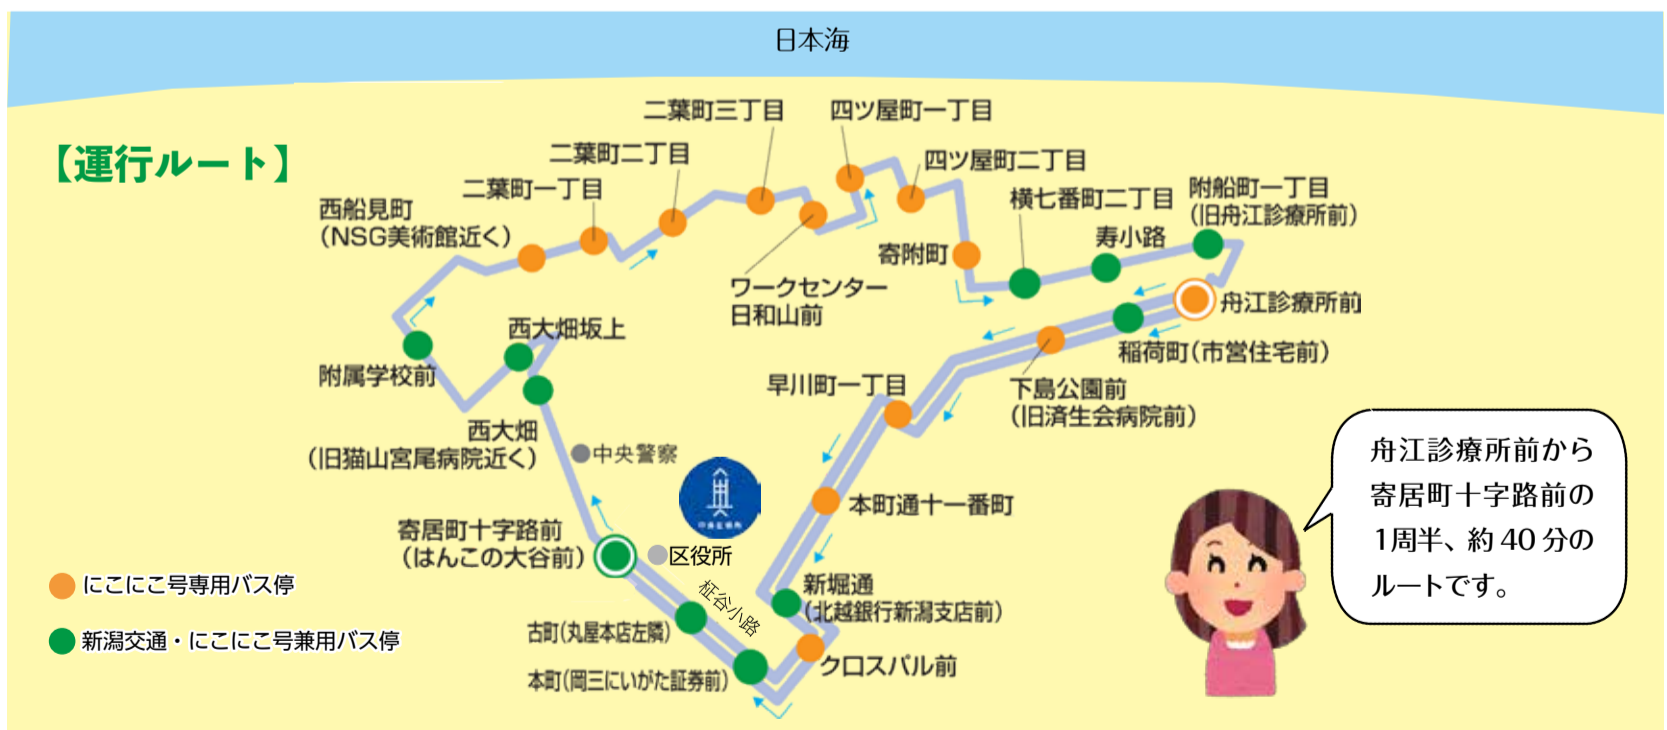 日本海
【運行ルート】
二葉町三丁目
四ツ屋町一丁目
二葉町二丁目
四ツ屋町二丁目
二葉町一丁目
横七番町二丁目
附船町一丁目
(旧舟江診療所前)
西船見町
(NSG美術館近く)
寿小路
寄附町
ワークセンター
日和山前
舟江診療所前
西大畑坂上
稲荷町(市営住宅前)
附属学校前
早川町一丁目
下島公園前
(旧済生会病院前)
西大畑
(旧猫山宮尾病院近く)
中央警察
中央区役所
本町通十一番町
寄居町十字路前
(はんこの大谷前)
区役所
柾谷小路
新堀通
(北越銀行新潟支店前)
古町(丸屋本店左隣)
クロスパル前
本町(岡三にいがた証券前)
にこにこ号専用バス停
新潟交通・にこにこ号兼用バス停
舟江診療所前から
寄居町十字路前の
1周半、約40分の
ルートです。